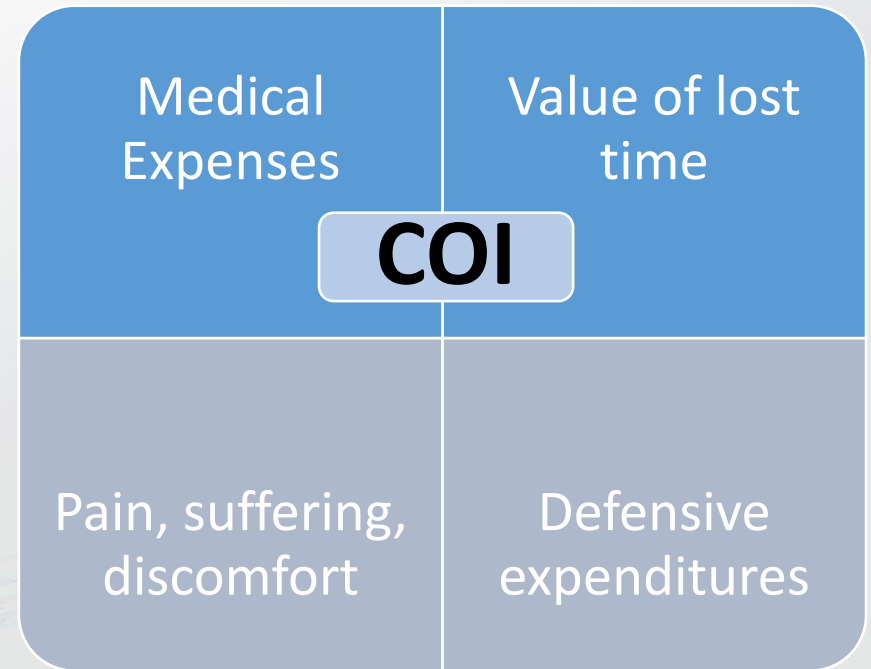 Medical
Expenses
Value of lost
time
COI
Pain, suffering,
discomfort
Defensive
expenditures